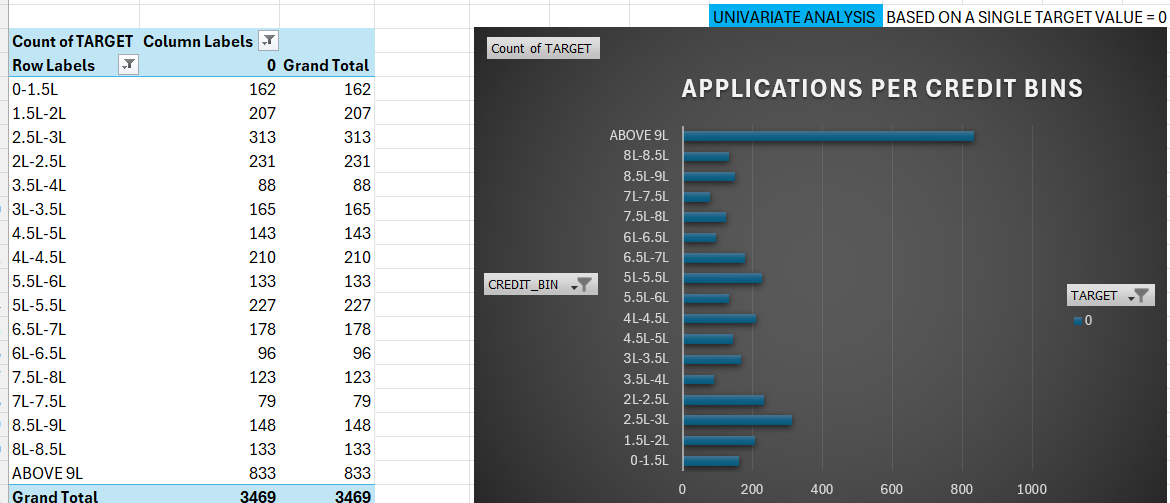 UNIVARIATE ANALYSIS BASED ON A SINGLE TARGET VALUE = 0
Count of TARGET Column Labels
Row Labels 0 Grand Total
0-1.5L 162 162
1.5L-2L 207 207
2.5L-3L 313 313
2L-2.5L 231 231
3.5L-4L 88 88
3L-3.5L 165 165
4.5L-5L 143 143
4L-4.5L 210 210
5.5L-6L 133 133
5L-5.5L 227 227
6.5L-7L 178 178
6L-6.5L 96 96
7.5L-8L 123 123
7L-7.5L 79 79
8.5L-9L 148 148
8L-8.5L 133 133
ABOVE 9L 833 833
Grand Total 3469 3469
Count of TARGET
APPLICATIONS PER CREDIT BINS
ABOVE 9L
8L-8.5L
8.5L-9L
7L-7.5L
7.5L-8L
6L-6.5L
6.5L-7L
5L-5.5L
5.5L-6L
4L-4.5L
4.5L-5L
3L-3.5L
3.5L-4L
2L-2.5L
2.5L-3L
1.5L-2L
0-1.5L
0 200 400 600 800 1000
CREDIT_BIN
TARGET
0